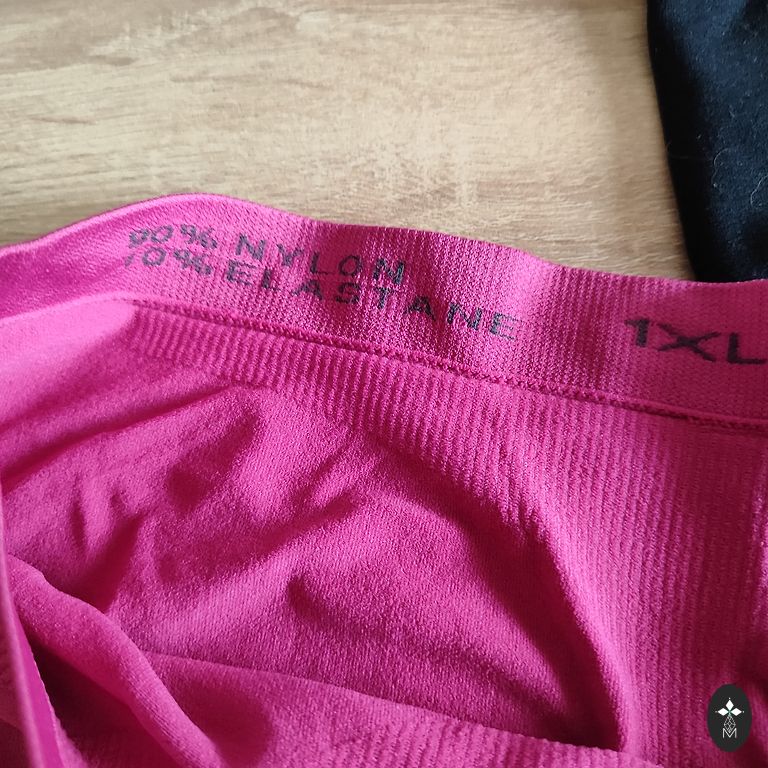 90% NYLON
10% ELASTANE
1XL
M